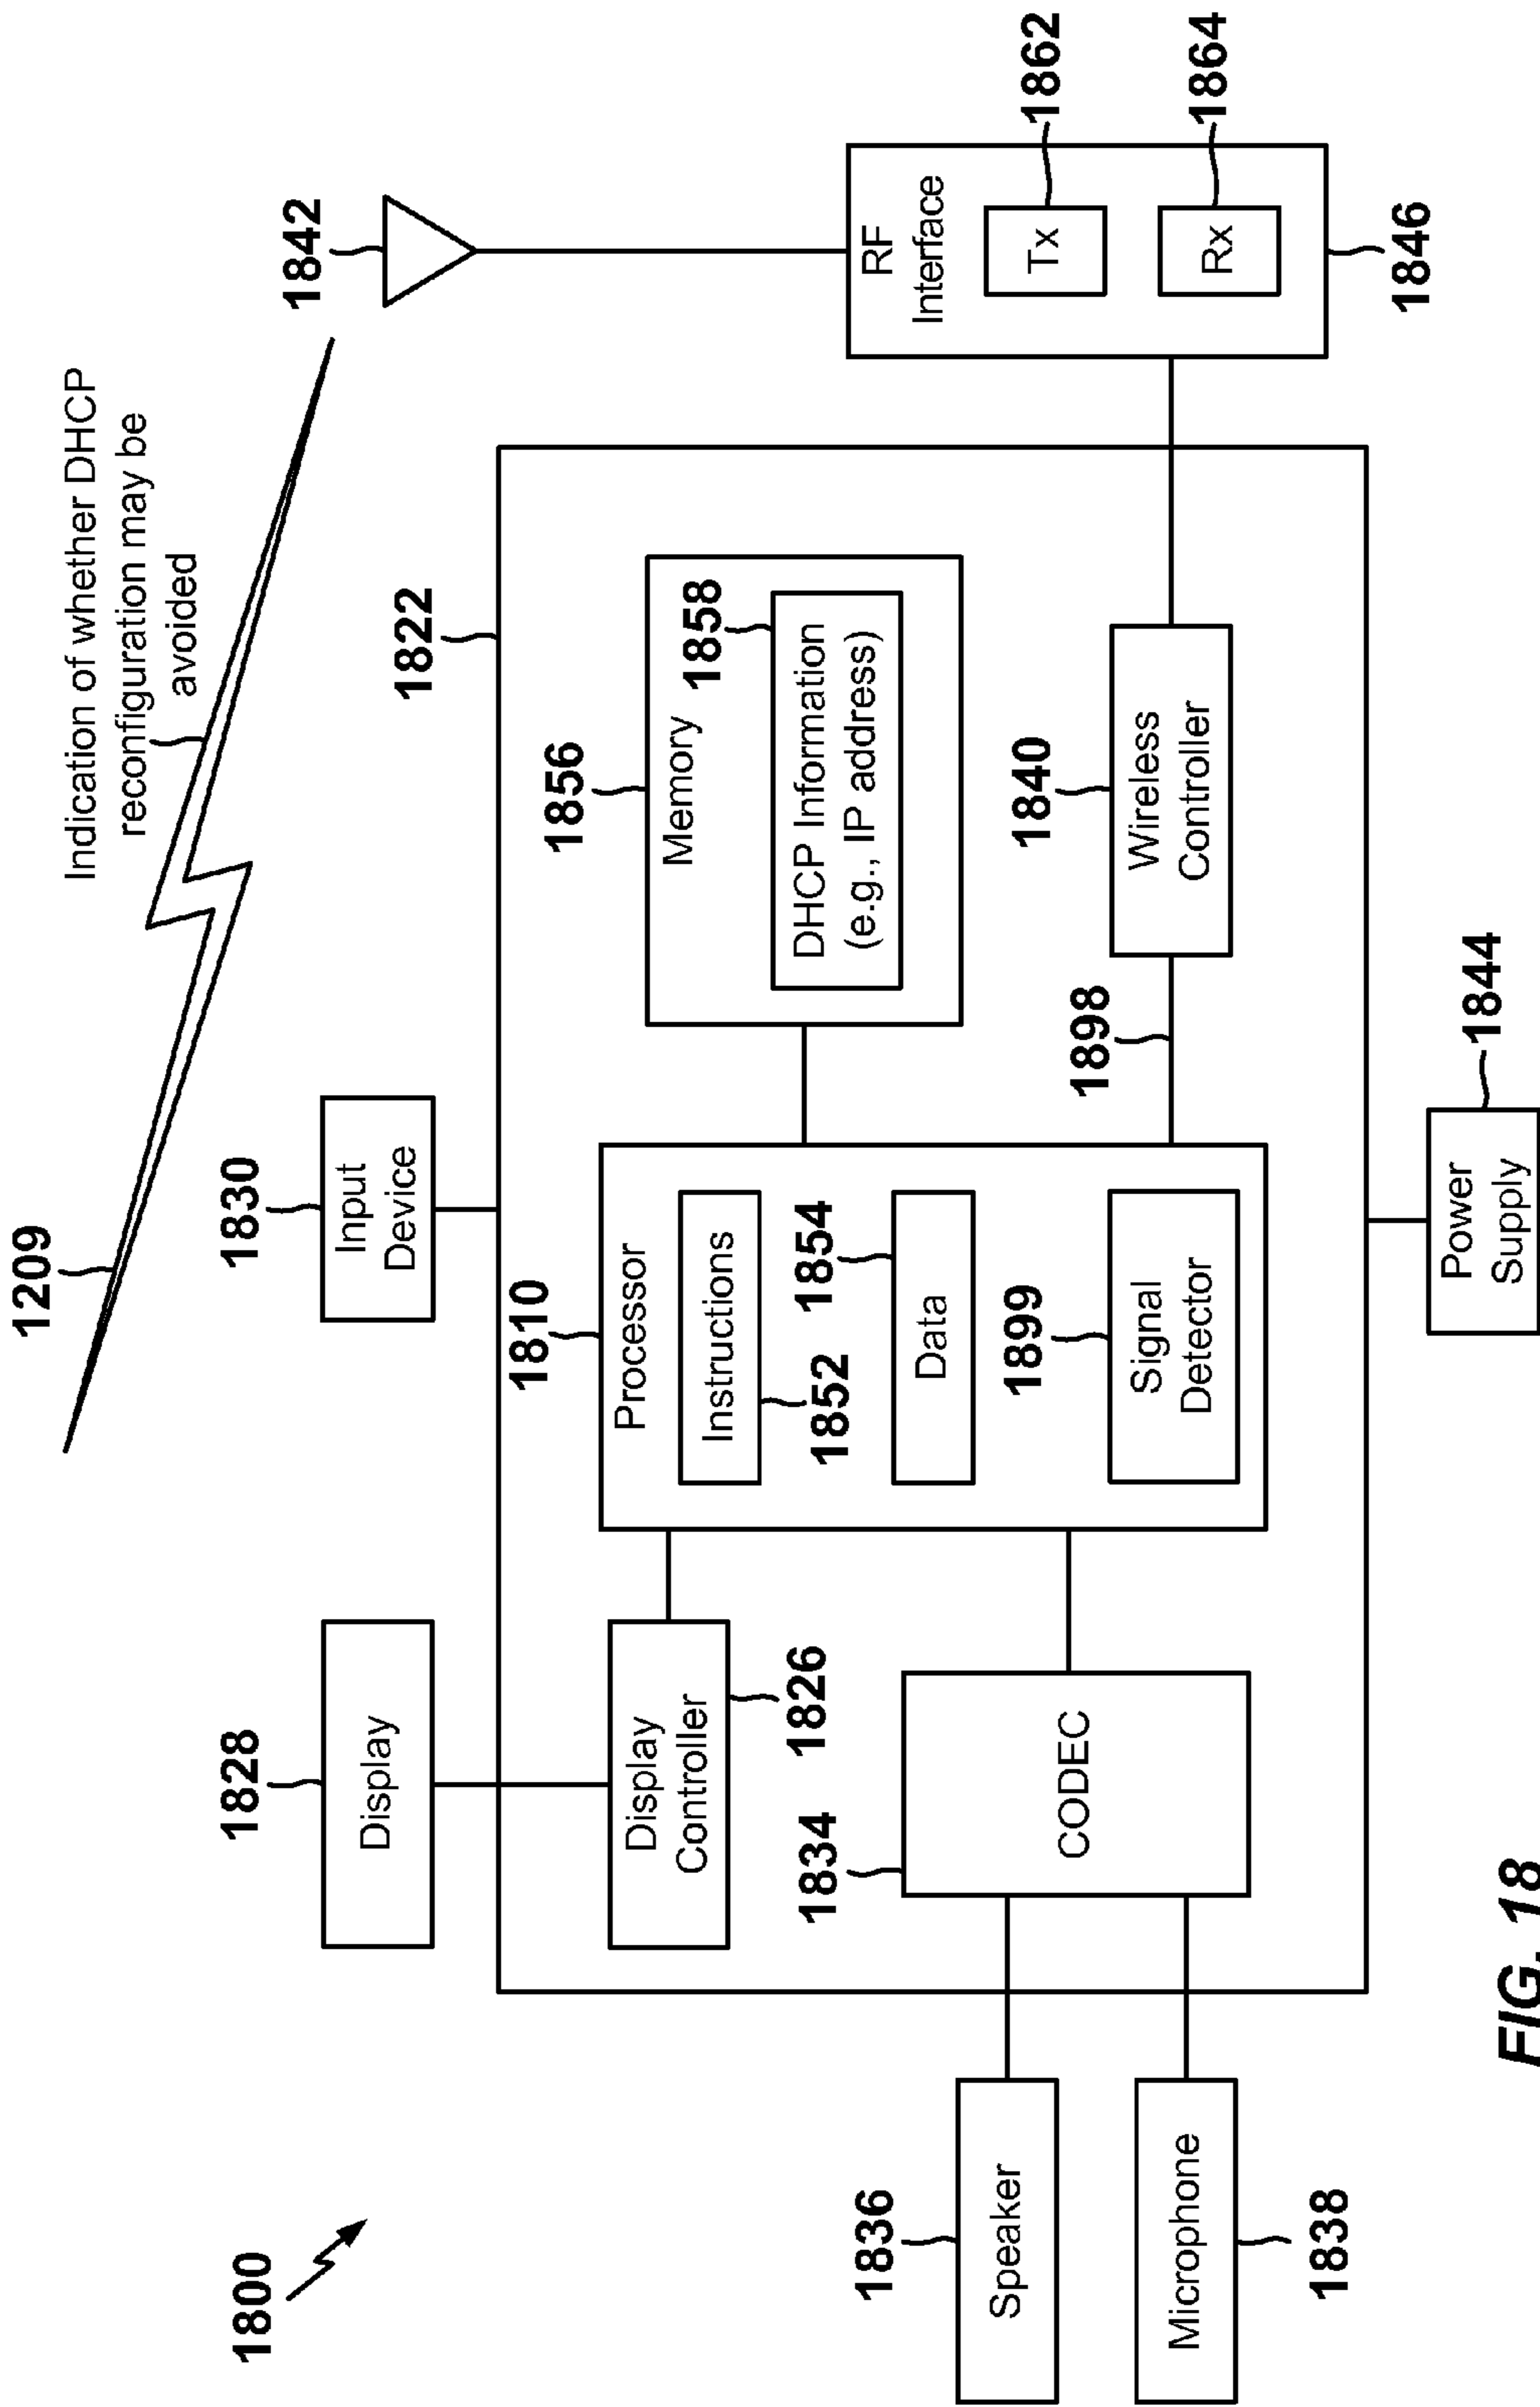 1800
1209
Indication of whether DHCP
reconfiguration may be
avoided
1828
Display
1830
Input
Device
1842
1822
1810
Processor
Instructions
1852
1854
Data
1899
Signal
Detector
1856
Memory
1858
DHCP Information
(e.g., IP address)
Display
Controller
1826
1834
CODEC
1898
1840
Wireless
Controller
RF
Interface
Tx
1862
Rx
1864
1846
1836
Speaker
Microphone
1838
Power
Supply
1844
FIG. 18